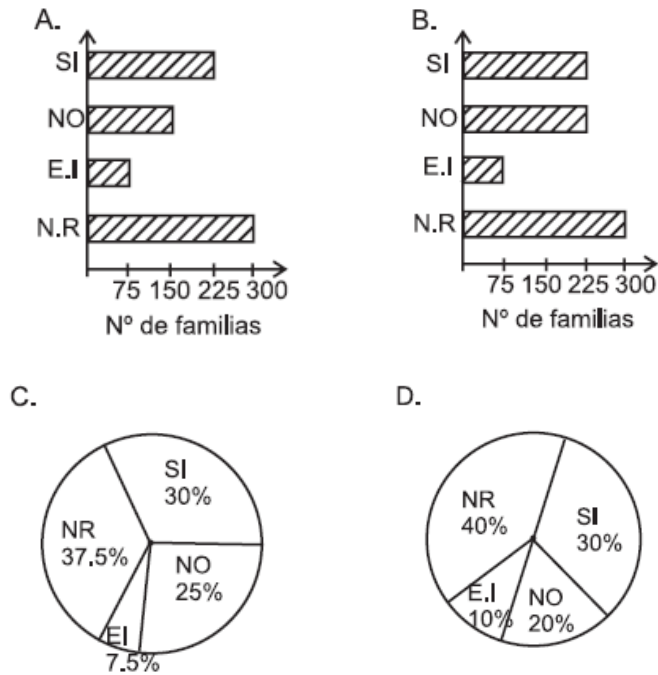 A.
SI
NO
E.I
N.R
75 150 225 300
Nº de familias
B.
SI
NO
E.I
N.R
75 150 225 300
Nº de familias
C.
SI
30%
NR
37.5%
NO
25%
EI
7.5%
D.
NR
40%
SI
30%
E.I
10%
NO
20%